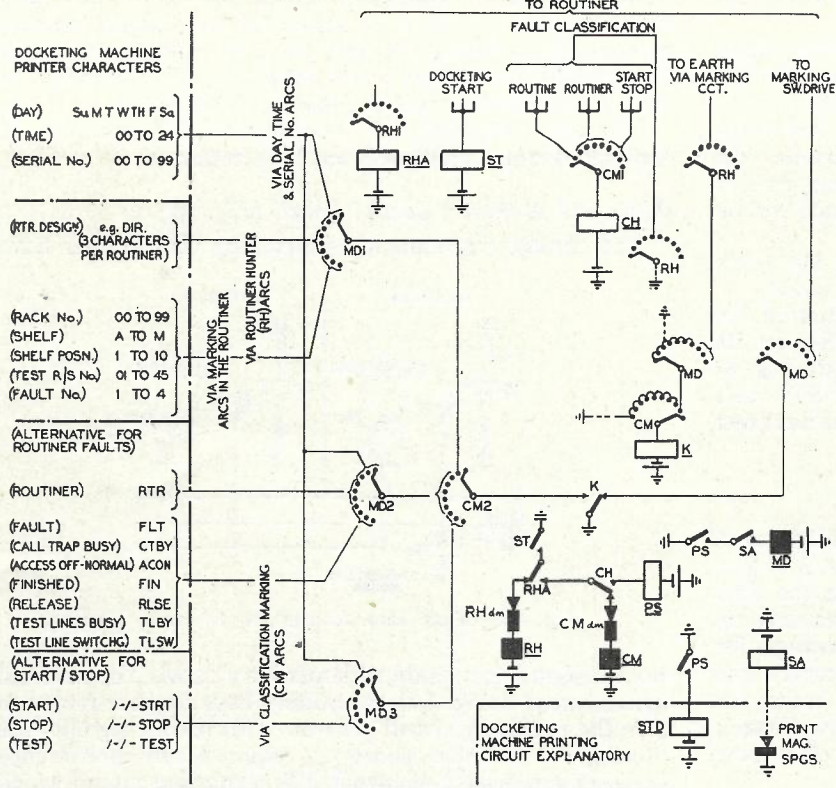 TO ROUTINER
FAULT CLASSIFICATION
DOCKETING MACHINE
PRINTER CHARACTERS
DOCKETING
START
ROUTINE
ROUTINER
START
STOP
TO EARTH
VIA MARKING
CCT.
TO
MARKING
SW.DRIVE
(DAY) Su M T W TH F Sa
(TIME) 00 TO 24
(SERIAL No.) 00 TO 99
VIA DAY TIME
& SERIAL No. ARCS
RH1
RHA
ST
CM1
CH
RH
RH
(RTR. DESIGN) e.g. DIR.
(3 CHARACTERS
PER ROUTINER)
MD1
(RACK No.) 00 TO 99
(SHELF) A TO M
(SHELF POSN.) 1 TO 10
(TEST R/S No.) 01 TO 45
(FAULT No.) 1 TO 4
VIA MARKING
ARCS IN THE ROUTINER
VIA ROUTINER HUNTER
(RH) ARCS
MD
MD
CM
K
(ALTERNATIVE FOR
ROUTINER FAULTS)
(ROUTINER) RTR
MD2
CM2
K
(FAULT) FLT
(CALL TRAP BUSY) CTBY
(ACCESS OFF-NORMAL) ACON
(FINISHED) FIN
(RELEASE) RLSE
(TEST LINES BUSY) TLBY
(TEST LINE SWITCHG) TLSW
VIA CLASSIFICATION MARKING
(CM) ARCS
ST
RHA
CH
PS
PS
SA
MD
RH dm
CM dm
RH
CM
PS
SA
(ALTERNATIVE FOR
START / STOP)
(START) /-/-STRT
(STOP) /-/-STOP
(TEST) /-/-TEST
MD3
DOCKETING
MACHINE PRINTING
CIRCUIT EXPLANATORY
STD
PRINT
MAG.
SPGS.